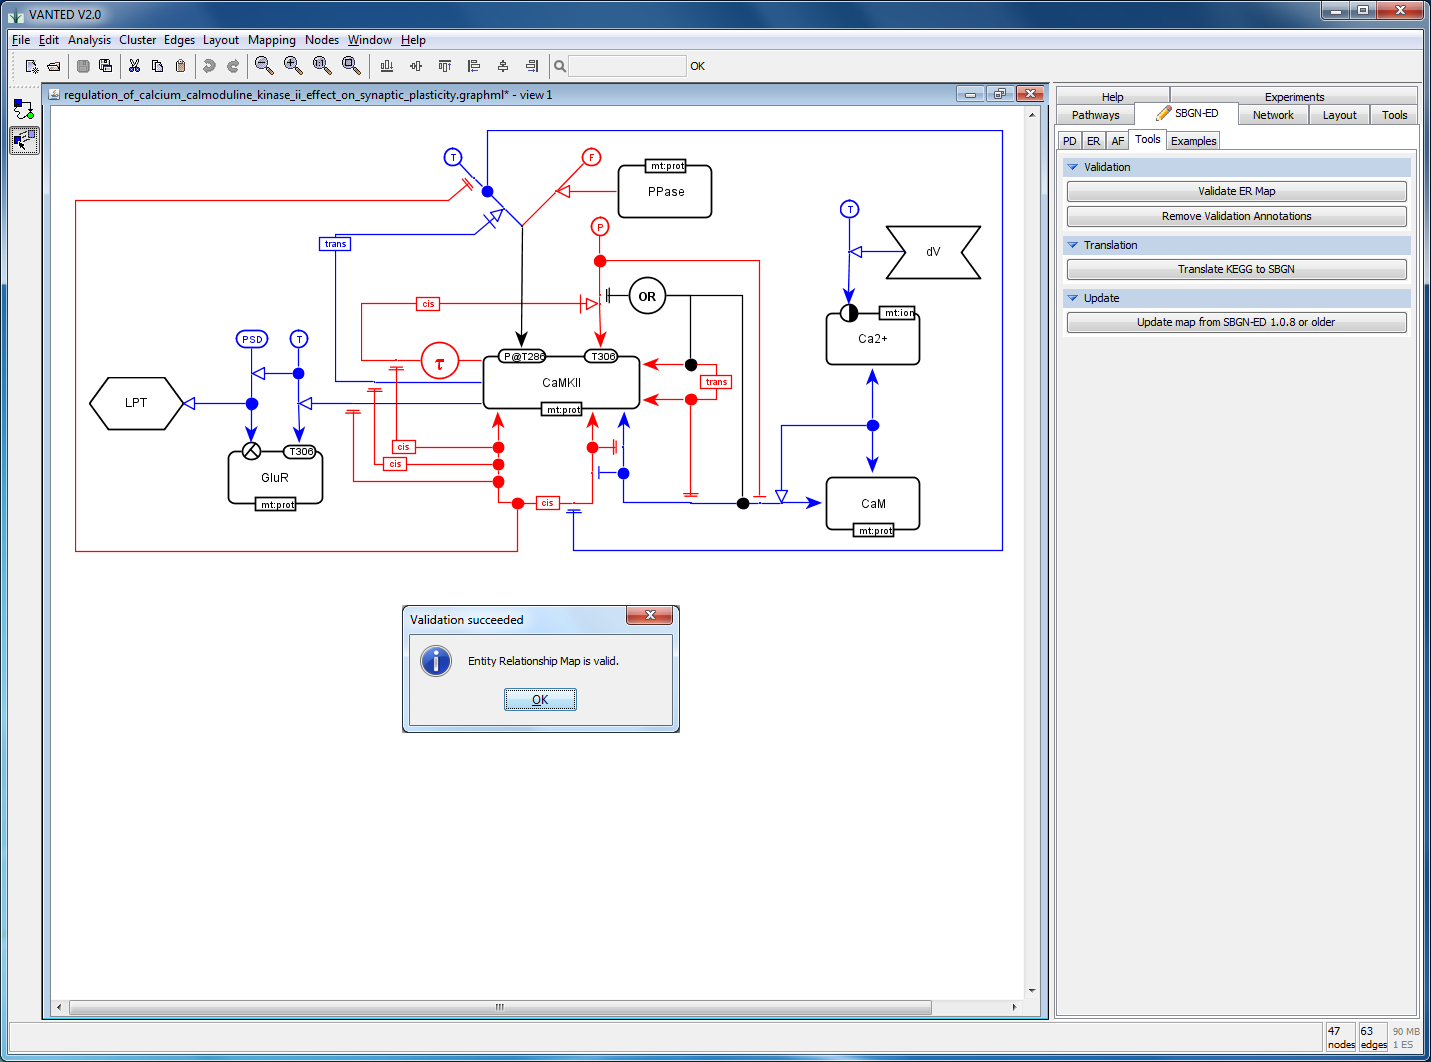 VANTED V2.0
File Edit Analysis Cluster Edges Layout Mapping Nodes Window Help
OK
regulation_of_calcium_calmoduline_kinase_ii_effect_on_synaptic_plasticity.graphml* - view 1
Help Experiments
Pathways SBGN-ED Network Layout Tools
PD ER AF Tools Examples
Validation
Validate ER Map
Remove Validation Annotations
Translation
Translate KEGG to SBGN
Update
Update map from SBGN-ED 1.0.8 or older
T
F
mt:prot
PPase
T
P
trans
dV
OR
cis
mt:ion
Ca2+
PSD
T
P@T286
T306
τ
CaMKII
mt:prot
trans
LPT
cis
cis
T306
GluR
mt:prot
cis
CaM
mt:prot
Validation succeeded
Entity Relationship Map is valid.
OK
47 nodes
63 edges
90 MB
1 ES